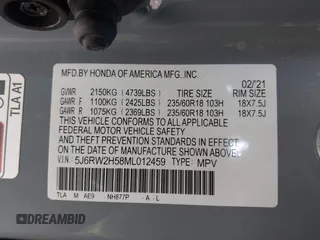 TLA A1
MFD.BY HONDA OF AMERICA MFG.,INC.
02/21
GVWR 2150KG (4739LBS) RIM SIZE
GAWR F 1100KG (2425LBS) 235/60R18 103H 18X7.5J
GAWR R 1075KG (2369LBS) 235/60R18 103H 18X7.5J
THIS VEHICLE CONFORMS TO ALL APPLICABLE
FEDERAL MOTOR VEHICLE SAFETY, BUMPER,
AND THEFT PREVENTION STANDARDS IN EFFECT
ON THE DATE OF MANUFACTURE SHOWN ABOVE.
V.I.N: 5J6RW2H58ML012459 TYPE: MPV
TLA M AE9 NH877P - A - L
DREAMBID